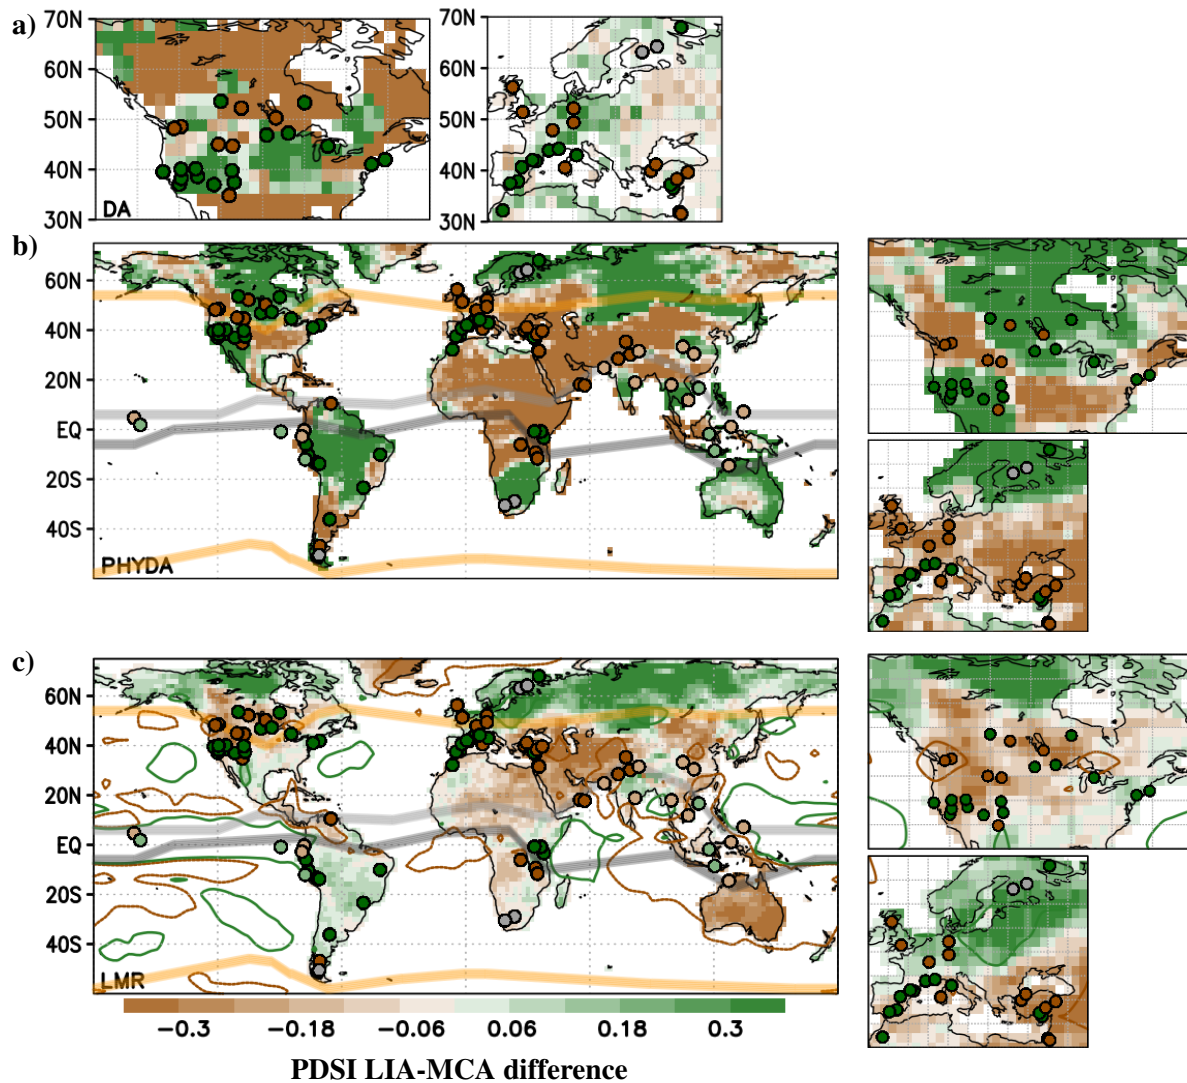 a)
70N 70N
60N 60N
50N 50N
40N 40N
30N 30N
DA
b)
60N
40N
20N
EQ
20S
40S
PHYDA
c)
60N
40N
20N
EQ
20S
40S
LMR
−0.3 −0.18 −0.06 0.06 0.18 0.3
PDSI LIA-MCA difference